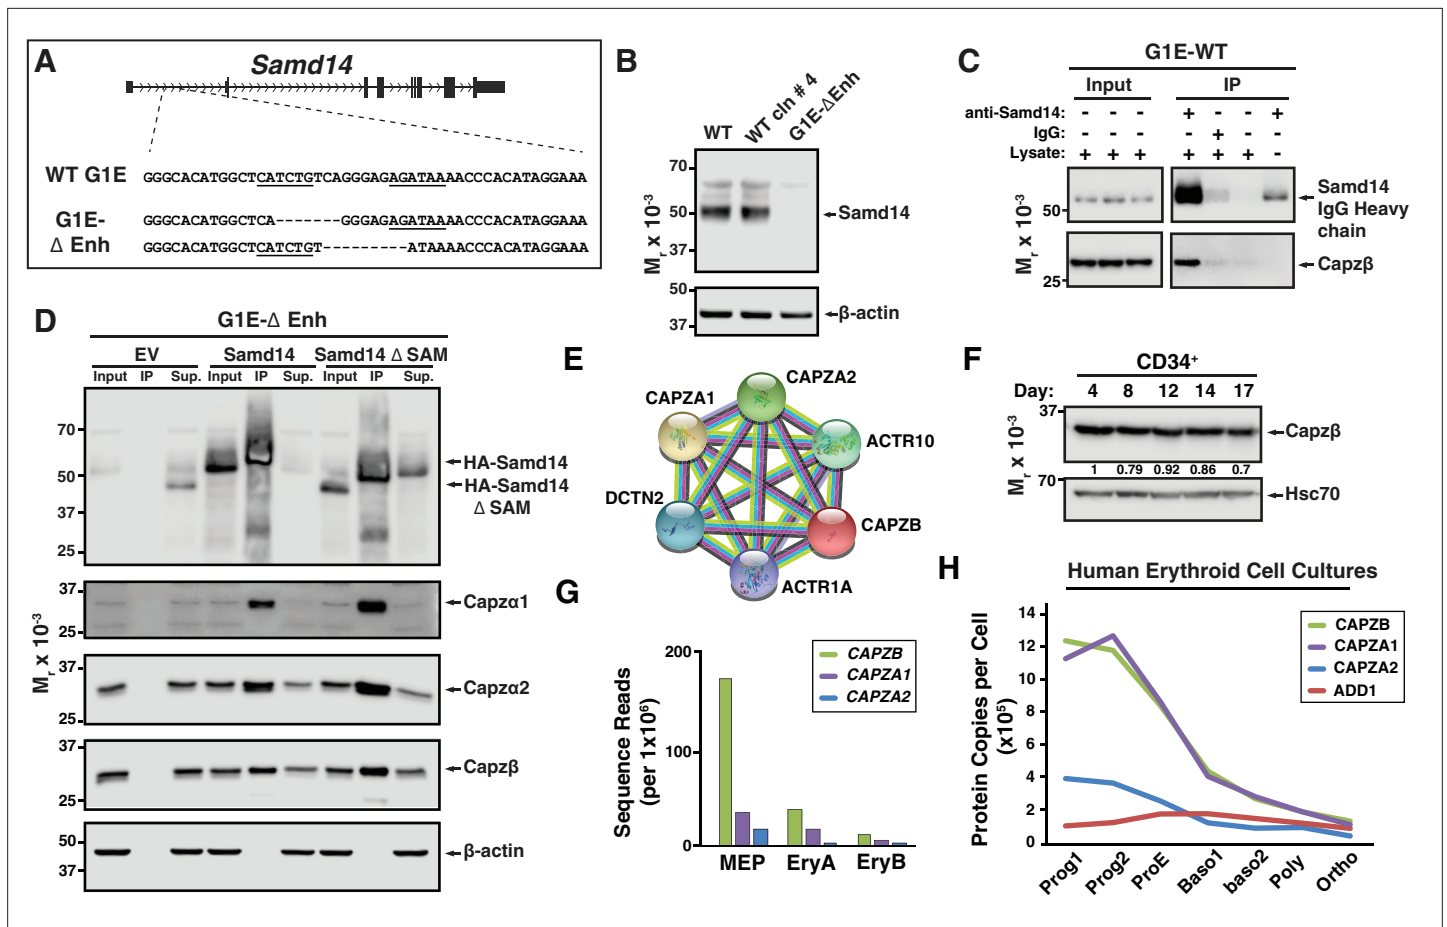 A
Samd14
WT G1E GGGCACATGGCTCATCTGTCAGGGAGAGATAAAACCCACATAGGAAA
G1E-
Δ Enh
GGGCACATGGCTCA-------GGGAGAGATAAAACCCACATAGGAAA
GGGCACATGGCTCATCTGT---------ATAAAACCCACATAGGAAA
B
WT
WT cln # 4
G1E-ΔEnh
Mr x 10-3
70
50
37
Samd14
50
37
β-actin
C
G1E-WT
Input IP
anti-Samd14: - - - + - - +
IgG: - - - - + - -
Lysate: + + + + + + -
Mr x 10-3
50
Samd14
IgG Heavy
chain
25
Capzβ
D
G1E-Δ Enh
EV Samd14 Samd14 Δ SAM
Input IP Sup. Input IP Sup. Input IP Sup.
Mr x 10-3
70
50
37
25
HA-Samd14
HA-Samd14
Δ SAM
37
25
Capzα1
37
25
Capzα2
37
25
Capzβ
50
37
β-actin
E
CAPZA2
CAPZA1
ACTR10
DCTN2
CAPZB
ACTR1A
F
CD34+
Day: 4 8 12 14 17
Mr x 10-3
37
Capzβ
1 0.79 0.92 0.86 0.7
70
Hsc70
G
CAPZB
CAPZA1
CAPZA2
Sequence Reads
(per 1x10⁶)
200
100
0
MEP EryA EryB
H
Human Erythroid Cell Cultures
CAPZB
CAPZA1
CAPZA2
ADD1
Protein Copies per Cell
(x10⁵)
14
12
10
8
6
4
2
0
Prog1 Prog2 ProE Baso1 baso2 Poly Ortho